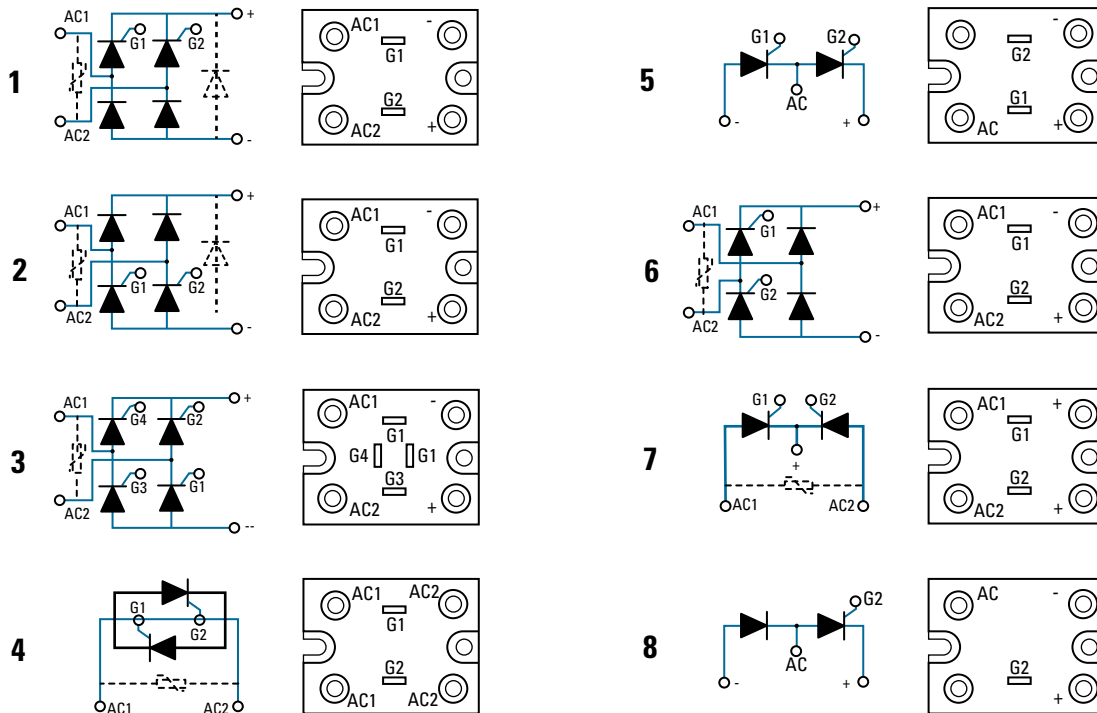 1
AC1
G1
G2
+
AC2
-
AC1
-
G1
G2
AC2
+
2
AC1
+
G1
G2
AC2
-
AC1
-
G1
G2
AC2
+
3
AC1
+
G4
G2
G3
G1
AC2
--
AC1
-
G1
G4
G1
G3
AC2
+
4
G1
G2
AC1
AC2
AC1
AC2
G1
G2
AC1
AC2
5
G1
G2
AC
-
+
-
G2
G1
AC
+
6
AC1
+
G1
G2
AC2
-
AC1
-
G1
G2
AC2
+
7
G1
G2
+
AC1
AC2
AC1
+
G1
G2
AC2
+
8
G2
AC
-
+
AC
-
G2
+